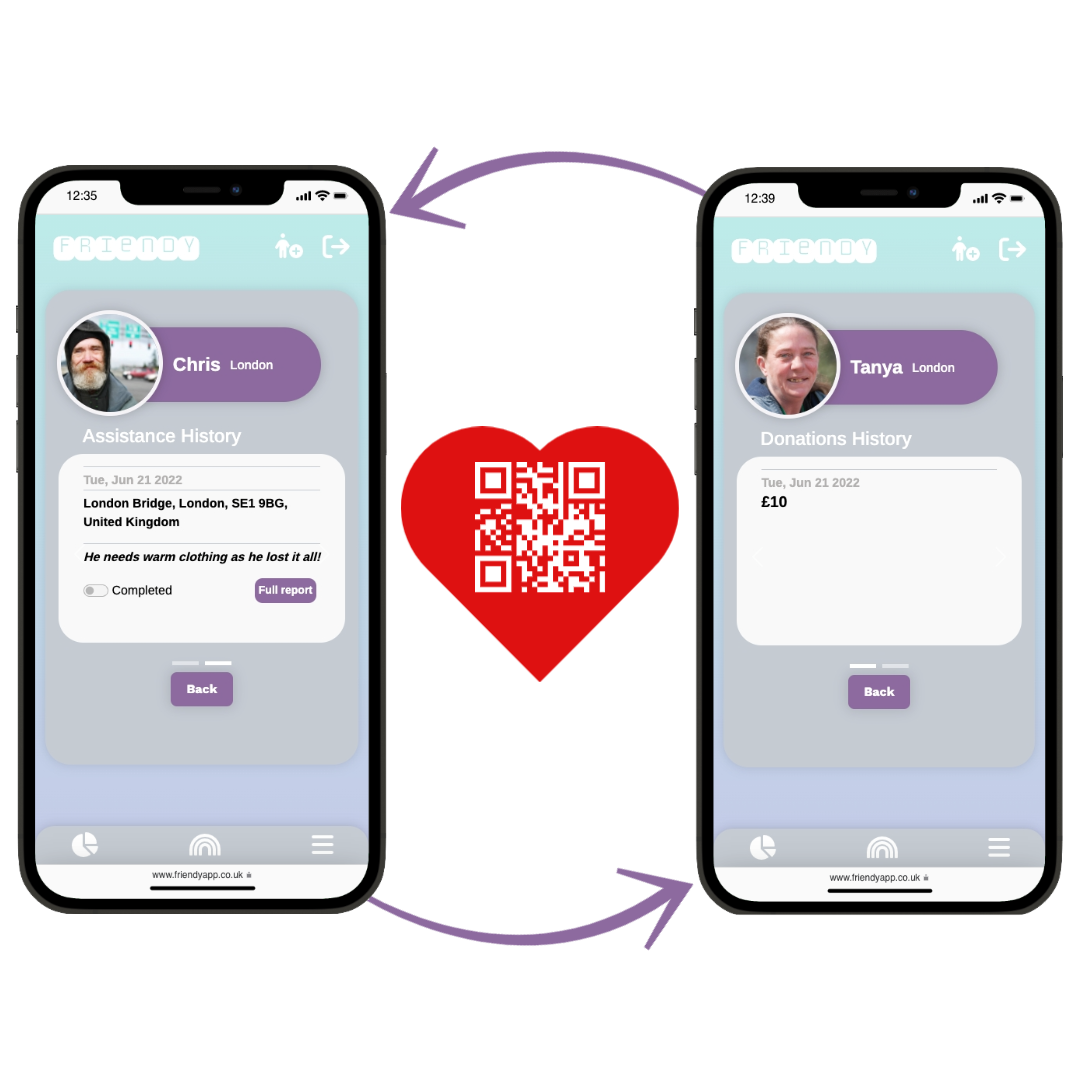 12:35
FRIENDY
Chris London
Assistance History
Tue, Jun 21 2022
London Bridge, London, SE1 9BG,
United Kingdom
He needs warm clothing as he lost it all!
Completed
Full report
Back
www.friendyapp.co.uk
12:39
FRIENDY
Tanya London
Donations History
Tue, Jun 21 2022
£10
Back
www.friendyapp.co.uk